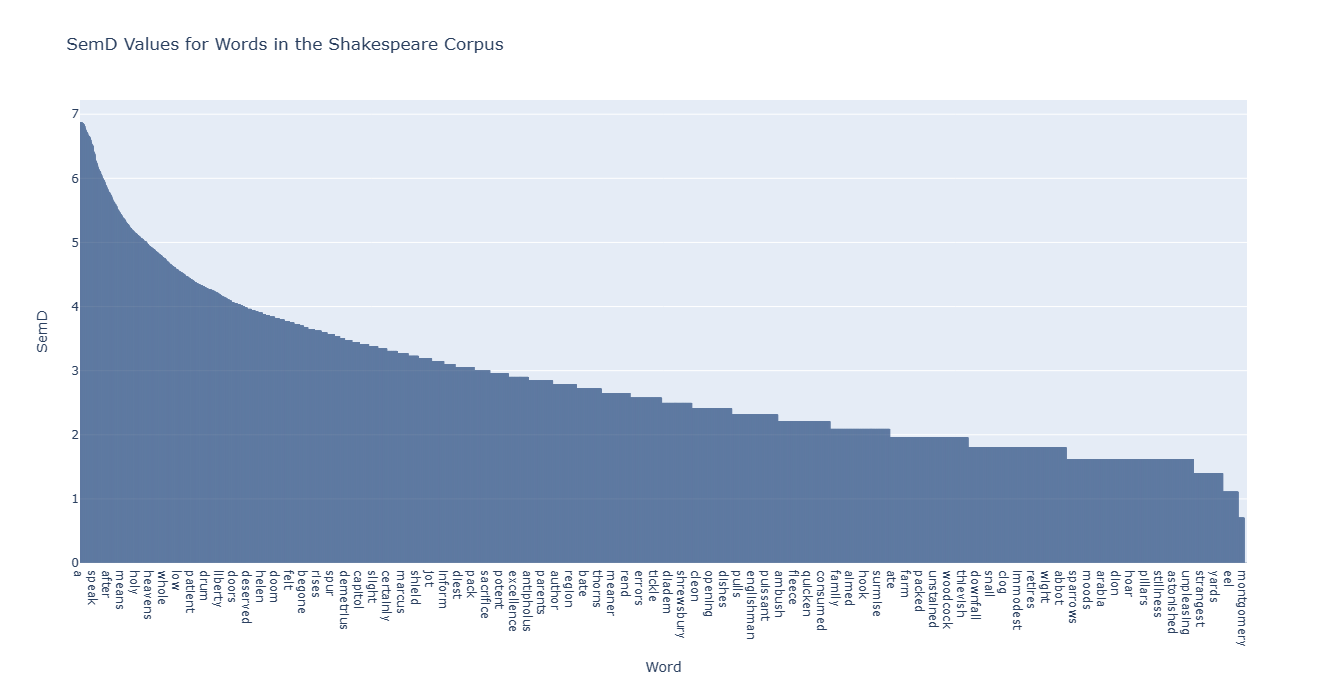 SemD Values for Words in the Shakespeare Corpus
7
6
5
4
3
2
1
0
SemD
a
speak
after
means
holy
heavens
whole
low
patient
drum
liberty
doors
deserved
helen
doom
felt
begone
rises
spur
demetrius
capitol
slight
certainly
marcus
shield
jot
inform
diest
pack
sacrifice
potent
excellence
antipholus
parents
author
region
bate
thorns
meaner
rend
errors
tickle
diadem
shrewsbury
cleon
opening
dishes
pulls
englishman
puissant
ambush
fleece
quicken
consumed
family
aimed
hook
surmise
ate
farm
packed
unstained
woodcock
thievish
downfall
snail
clog
immodest
retires
wight
abbot
sparrows
moods
arabia
dion
hoar
pillars
stillness
astonished
unpleasing
strangest
yards
eel
montgomery
Word